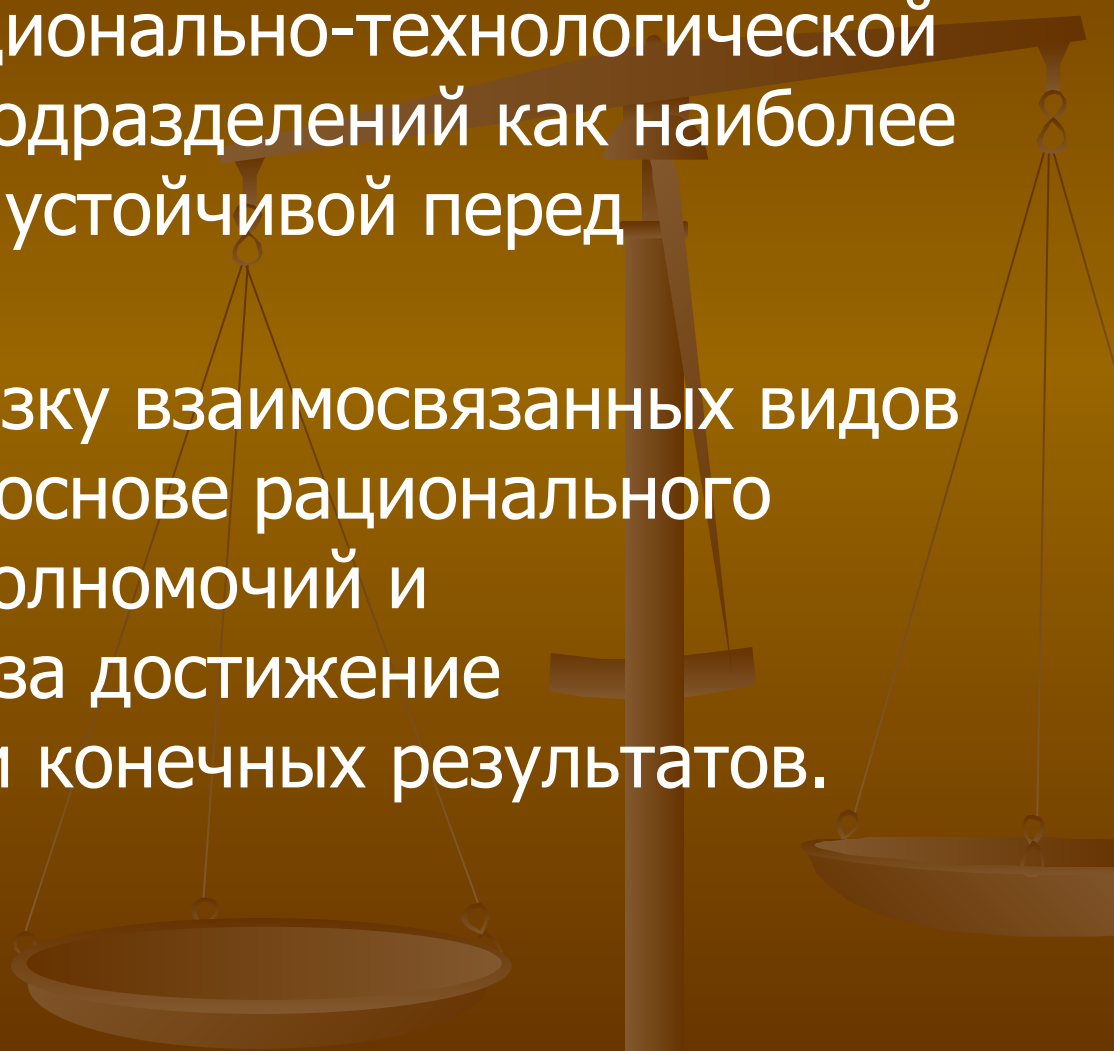 ционально-технологической
одразделений как наиболее
устойчивой перед
зку взаимосвязанных видов
основе рационального
олномочий и
за достижение
и конечных результатов.